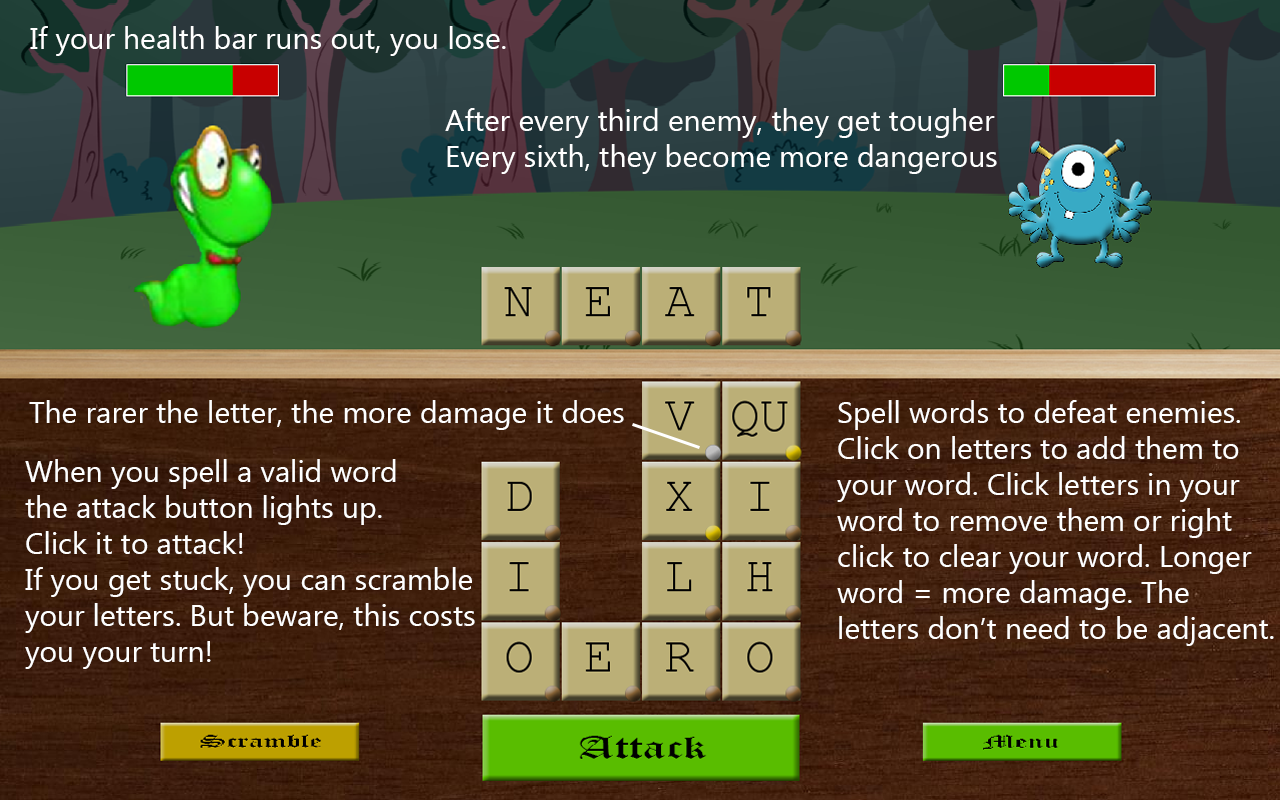 If your health bar runs out, you lose.
After every third enemy, they get tougher
Every sixth, they become more dangerous
N E A T
The rarer the letter, the more damage it does
When you spell a valid word
the attack button lights up.
Click it to attack!
If you get stuck, you can scramble
your letters. But beware, this costs
you your turn!
V QU
D X I
I L H
O E R O
Spell words to defeat enemies.
Click on letters to add them to
your word. Click letters in your
word to remove them or right
click to clear your word. Longer
word = more damage. The
letters don’t need to be adjacent.
Scramble
Attack
Menu